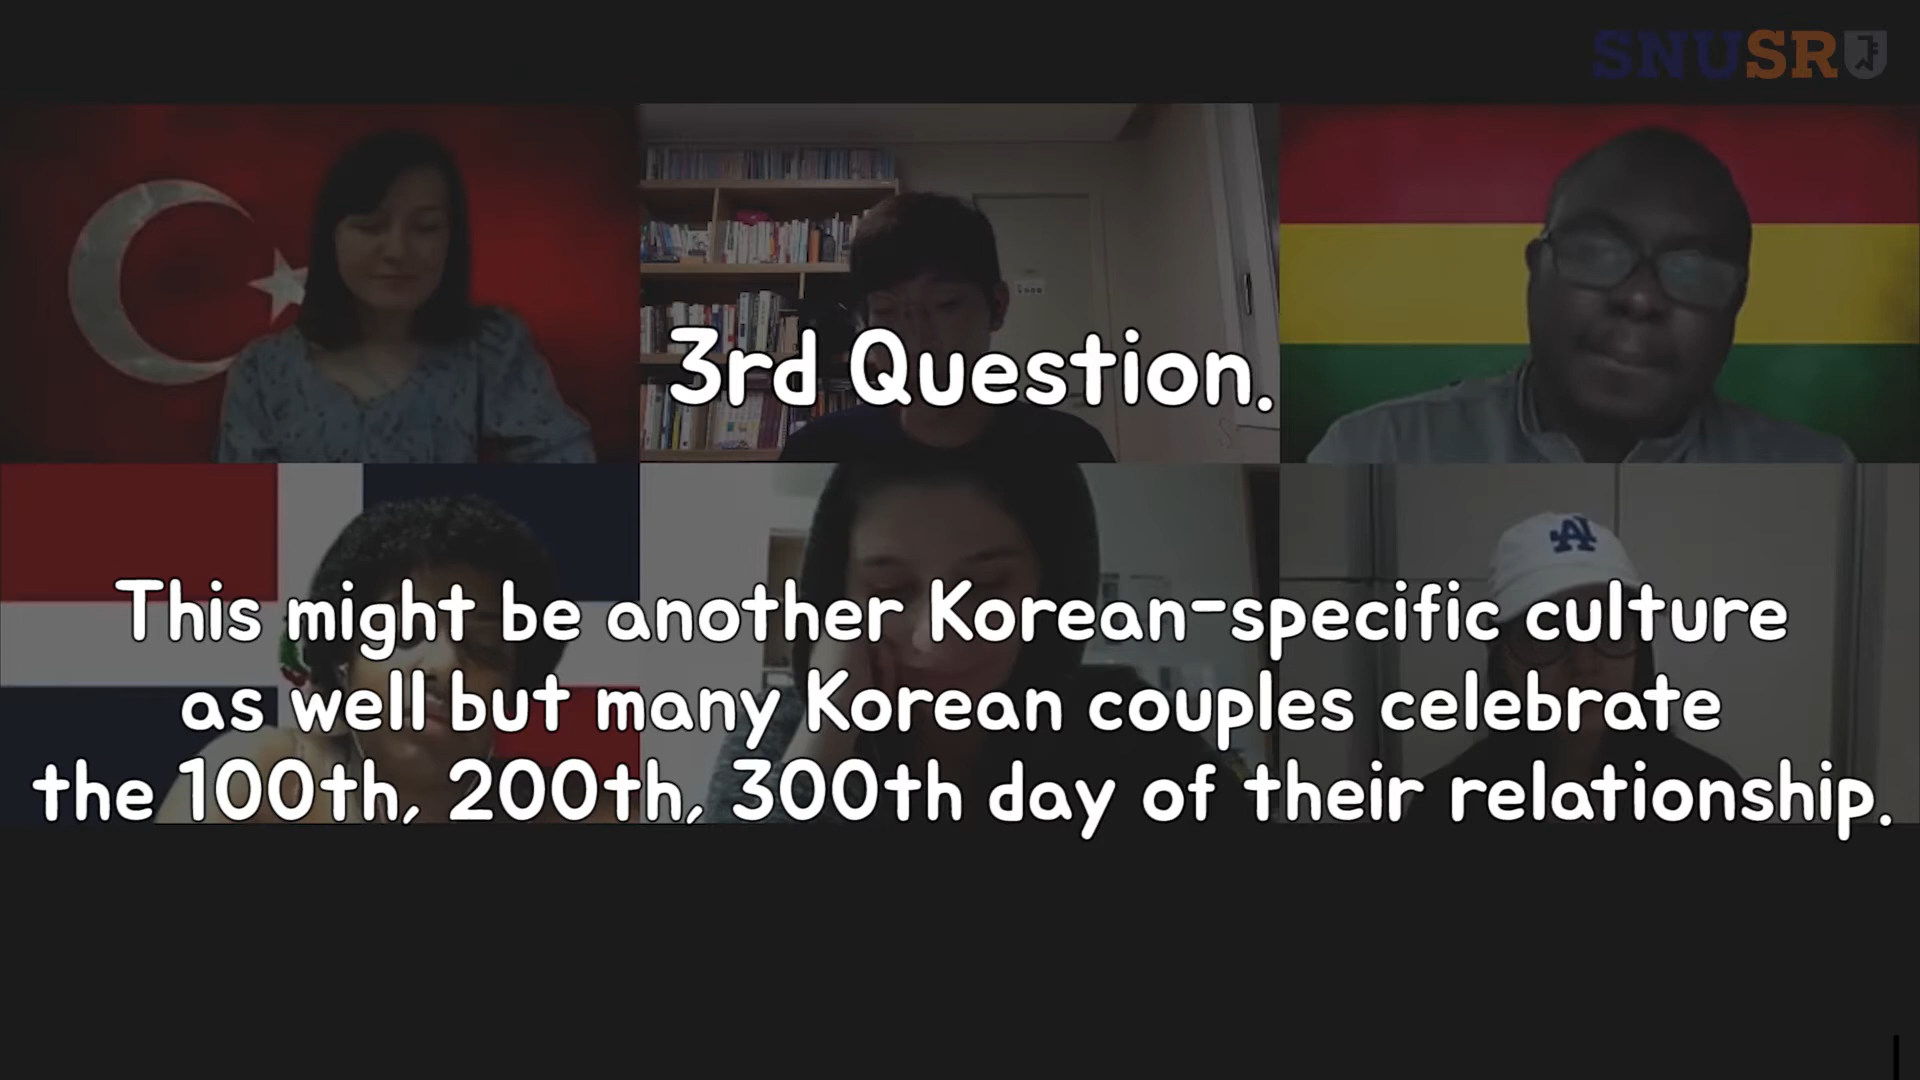 SNUSR
3rd Question.
This might be another Korean-specific culture
as well but many Korean couples celebrate
the 100th, 200th, 300th day of their relationship.